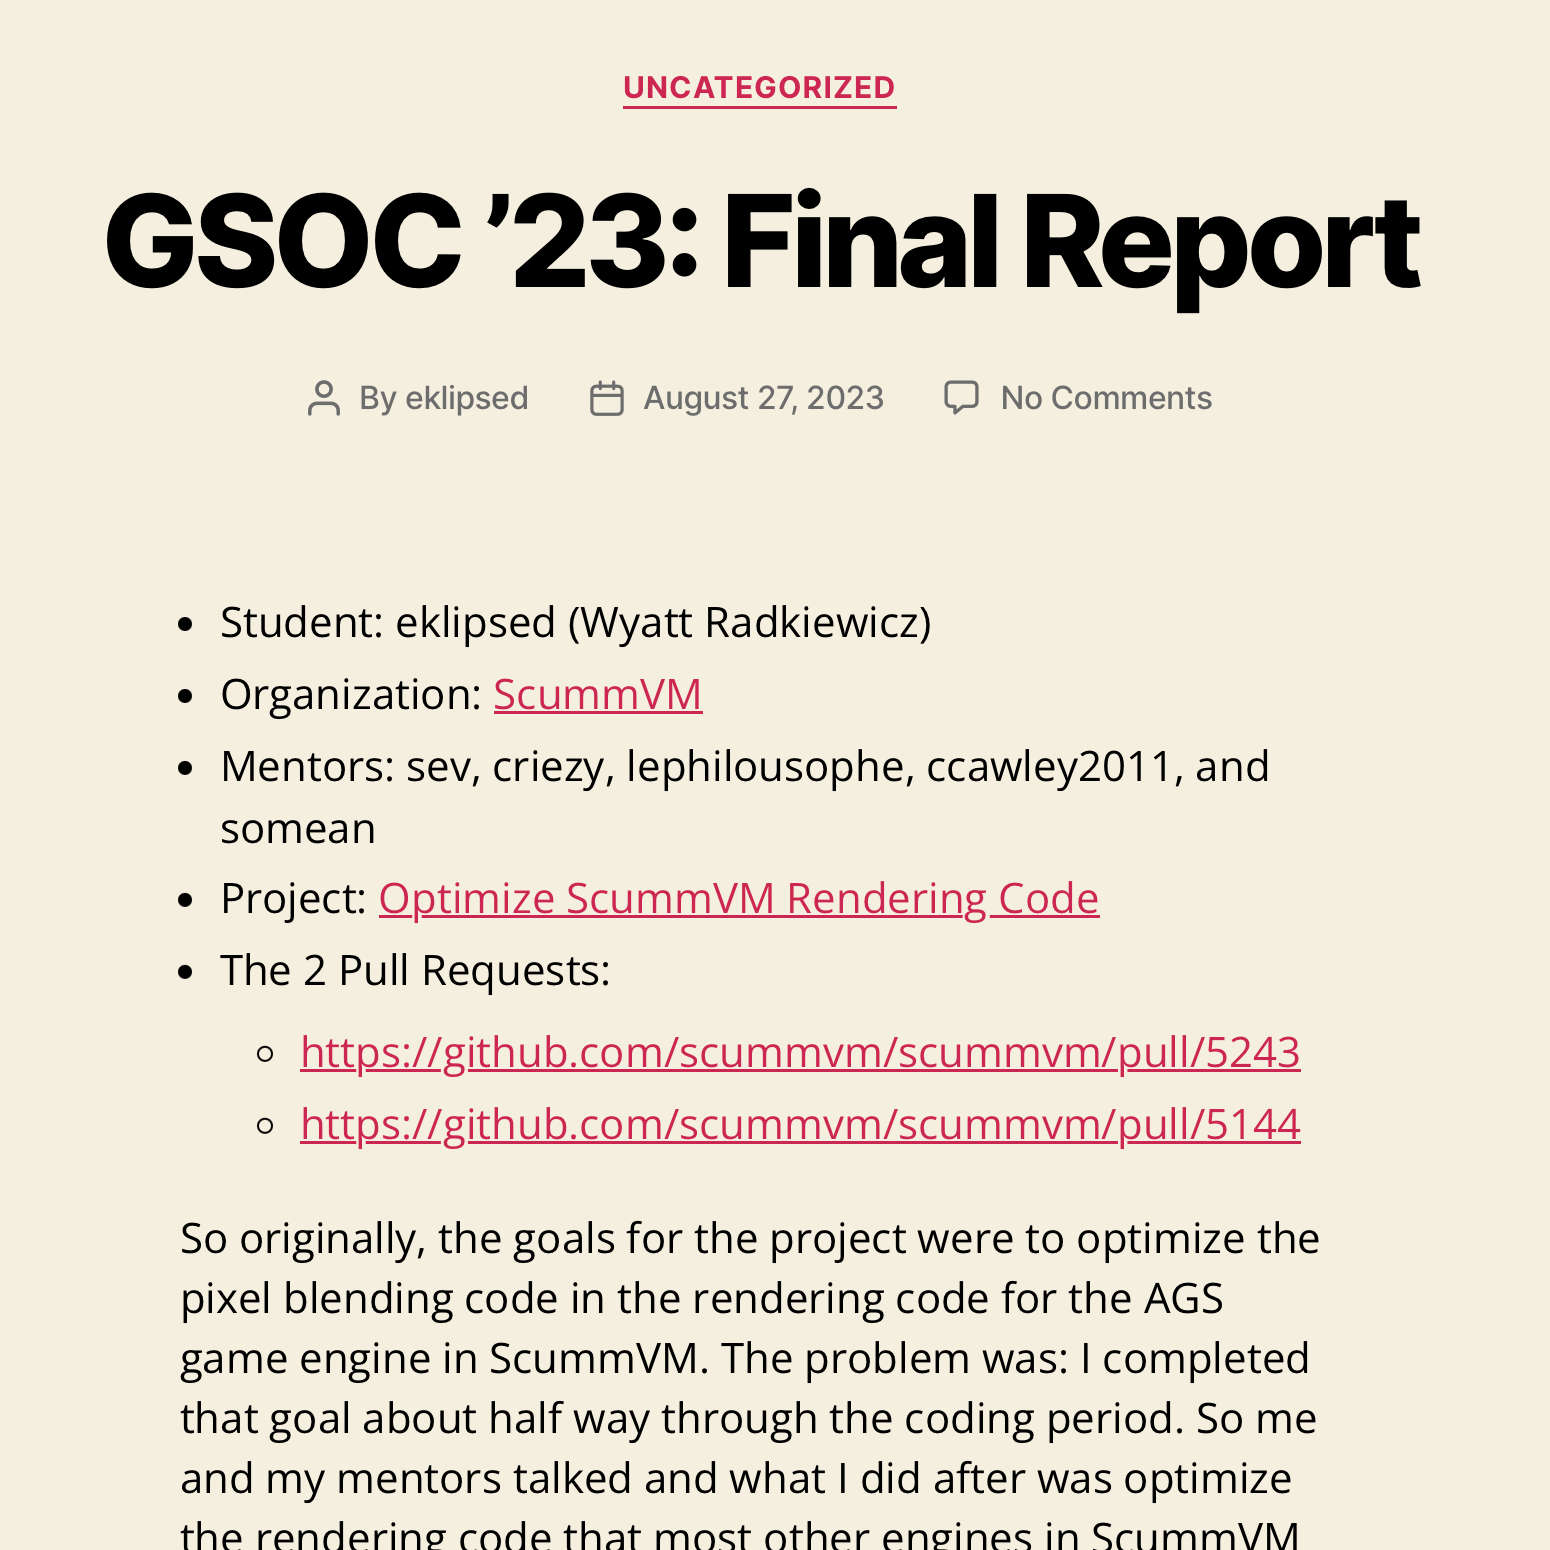 UNCATEGORIZED
GSOC ’23: Final Report
By eklipsed August 27, 2023 No Comments
• Student: eklipsed (Wyatt Radkiewicz)
• Organization: ScummVM
• Mentors: sev, criezy, lephilousophe, ccawley2011, and
somean
• Project: Optimize ScummVM Rendering Code
• The 2 Pull Requests:
◦ https://github.com/scummvm/scummvm/pull/5243
◦ https://github.com/scummvm/scummvm/pull/5144
So originally, the goals for the project were to optimize the
pixel blending code in the rendering code for the AGS
game engine in ScummVM. The problem was: I completed
that goal about half way through the coding period. So me
and my mentors talked and what I did after was optimize
the rendering code that most other engines in ScummVM